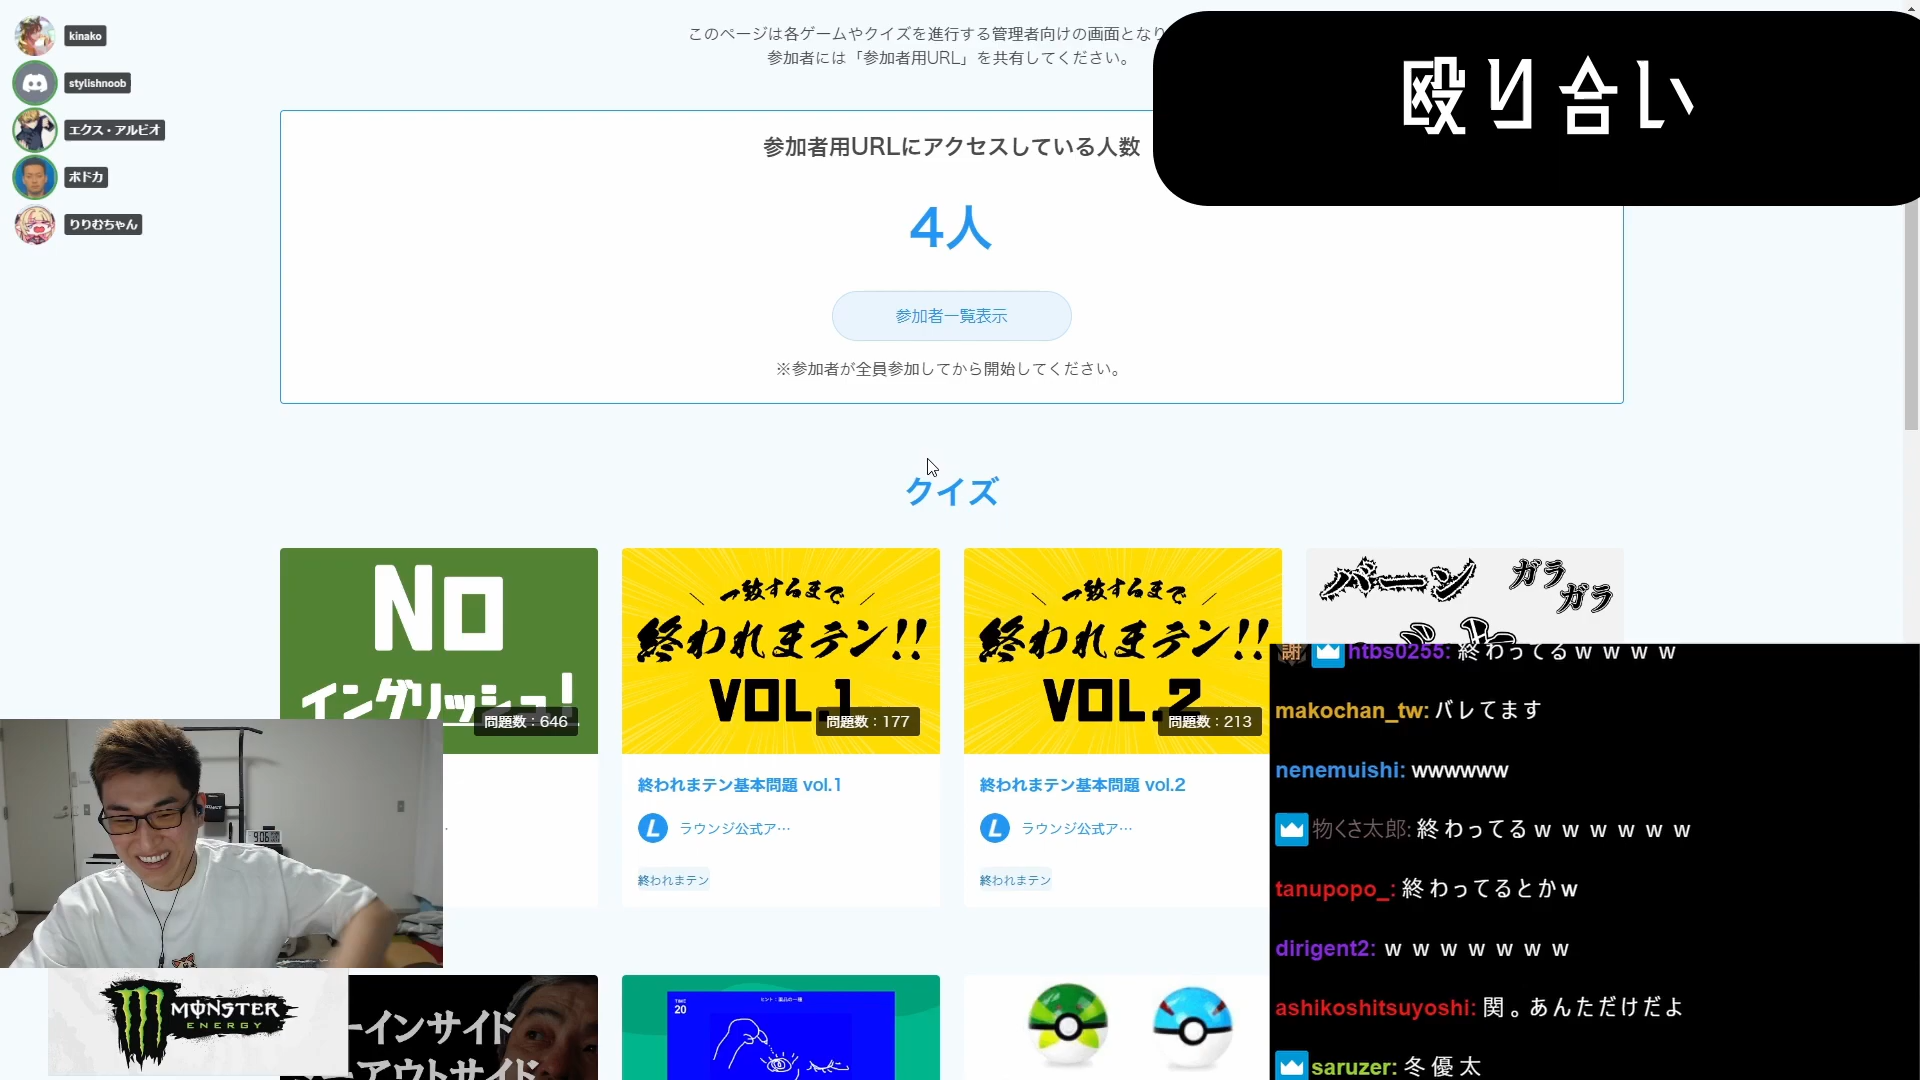 kinako
stylishnoob
エクス・アルビオ
ボドカ
りりむちゃん
このページは各ゲームやクイズを進行する管理者向けの画面となり
参加者には「参加者用URL」を共有してください。
殴り合い
参加者用URLにアクセスしている人数
4人
参加者一覧表示
※参加者が全員参加してから開始してください。
クイズ
No
イングリッシュ!
問題数：646
一致するまで
終われまテン!!
VOL.1
問題数：177
一致するまで
終われまテン!!
VOL.2
問題数：213
バーン
ガラ
ガラ
終われまテン基本問題 vol.1
ラウンジ公式ア…
終われまテン
終われまテン基本問題 vol.2
ラウンジ公式ア…
終われまテン
謝 htbs0255: 終わってるｗｗｗｗ
makochan_tw: バレてます
nenemuishi: wwwwww
物くさ太郎: 終わってるｗｗｗｗｗｗ
tanupopo_: 終わってるとかw
dirigent2: ｗｗｗｗｗｗｗ
ashikoshitsuyoshi: 関。あんただけだよ
saruzer: 冬優太
9:06
MONSTER
ENERGY
ーインサイド
ーアウトサイド
TIME
20
ヒント：薬品の一種